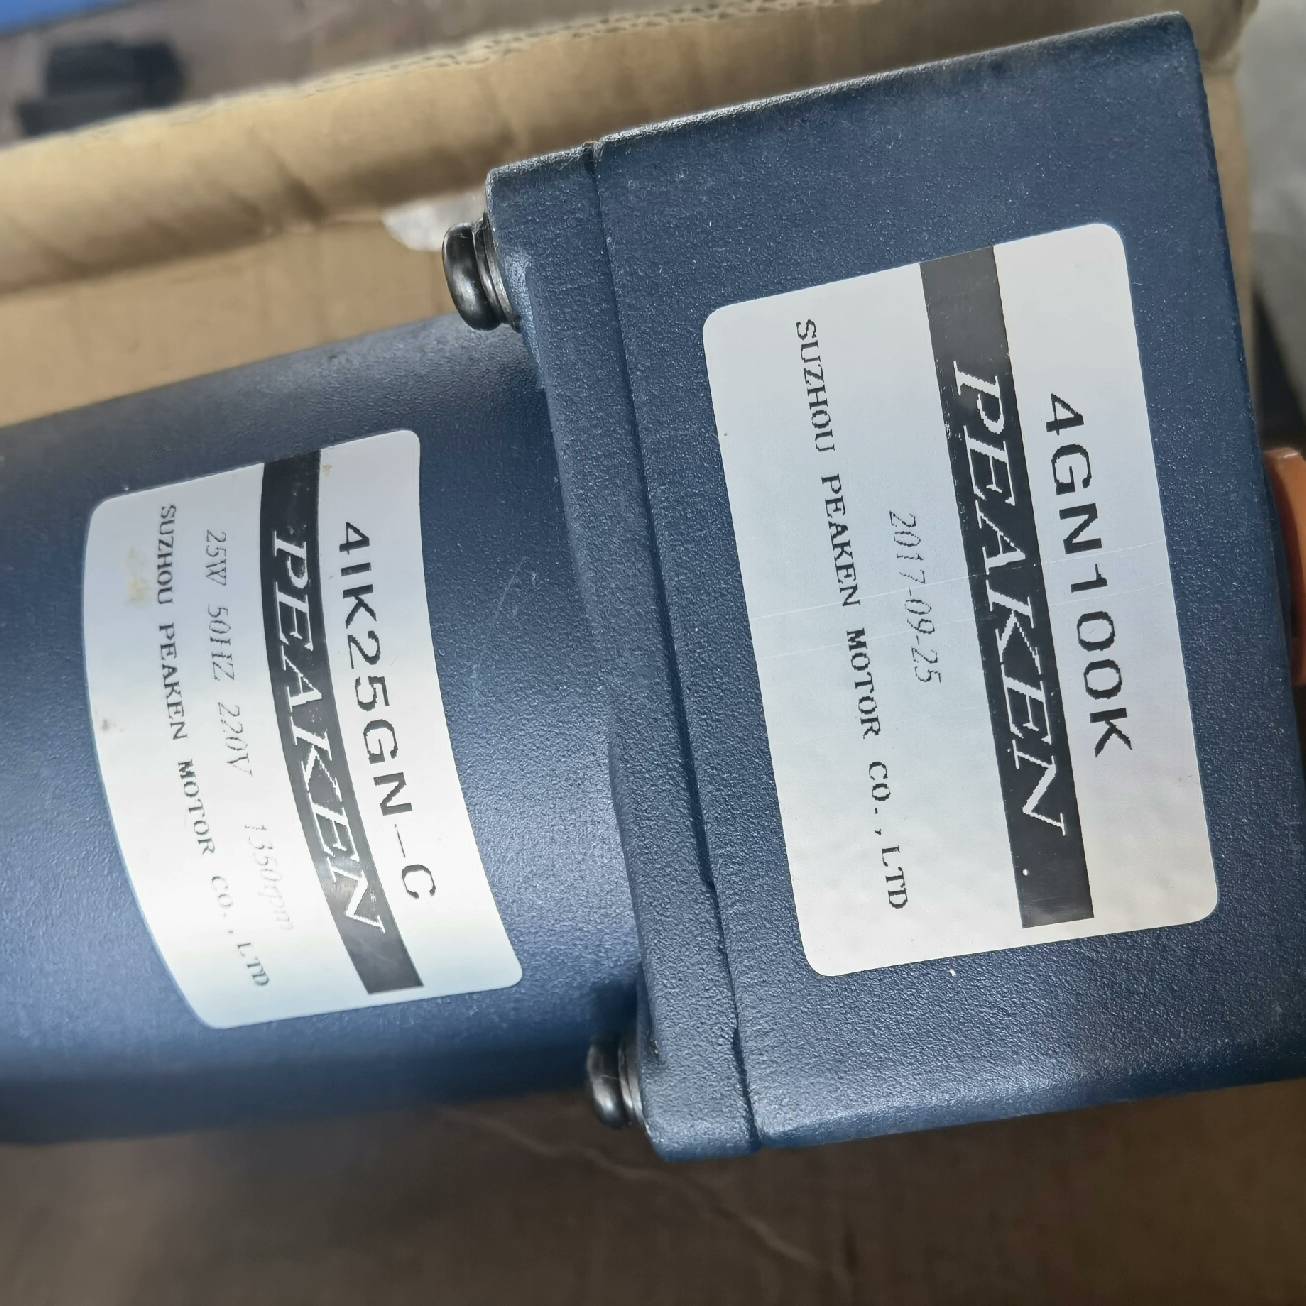 4IK25GN-C
PEAKEN
25W 50HZ 220V 1350rpm
SUZHOU PEAKEN MOTOR CO.,LTD
4GN100K
PEAKEN
2017-09-25
SUZHOU PEAKEN MOTOR CO.,LTD